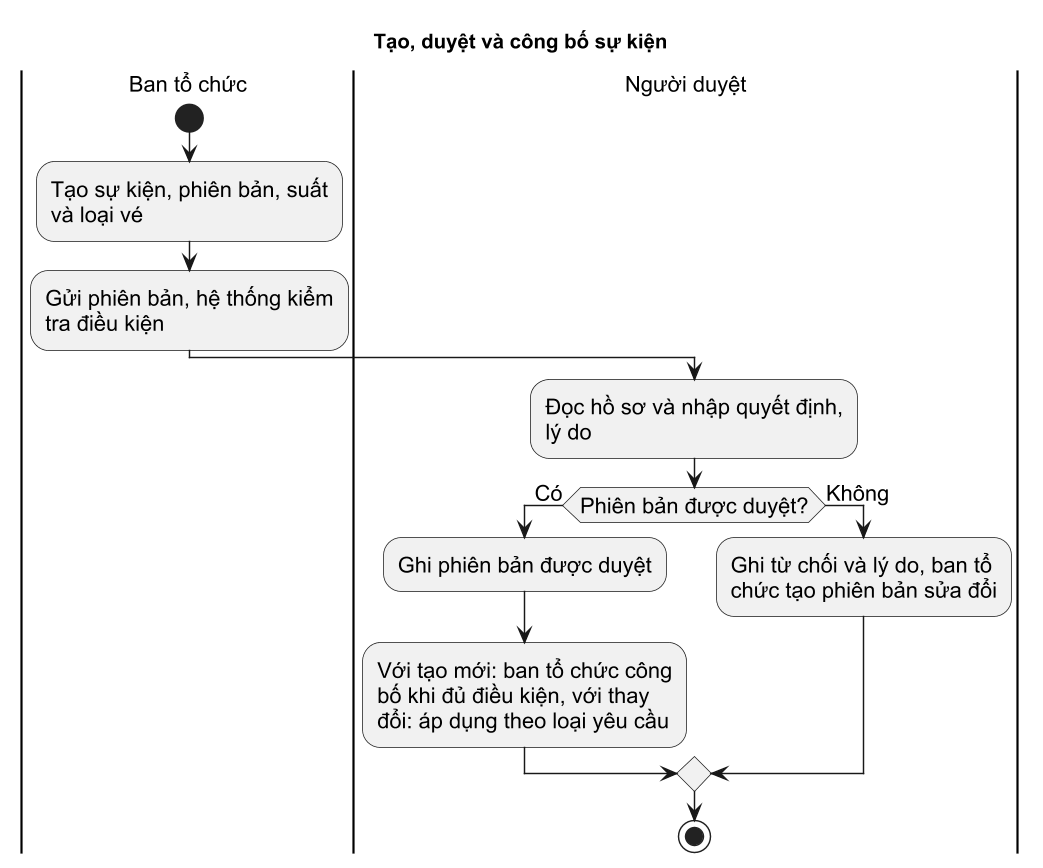 Tạo, duyệt và công bố sự kiện
Ban tổ chức
Người duyệt
Tạo sự kiện, phiên bản, suất
và loại vé
Gửi phiên bản, hệ thống kiểm
tra điều kiện
Đọc hồ sơ và nhập quyết định,
lý do
Có
Phiên bản được duyệt?
Không
Ghi phiên bản được duyệt
Ghi từ chối và lý do, ban tổ
chức tạo phiên bản sửa đổi
Với tạo mới: ban tổ chức công
bố khi đủ điều kiện, với thay
đổi: áp dụng theo loại yêu cầu